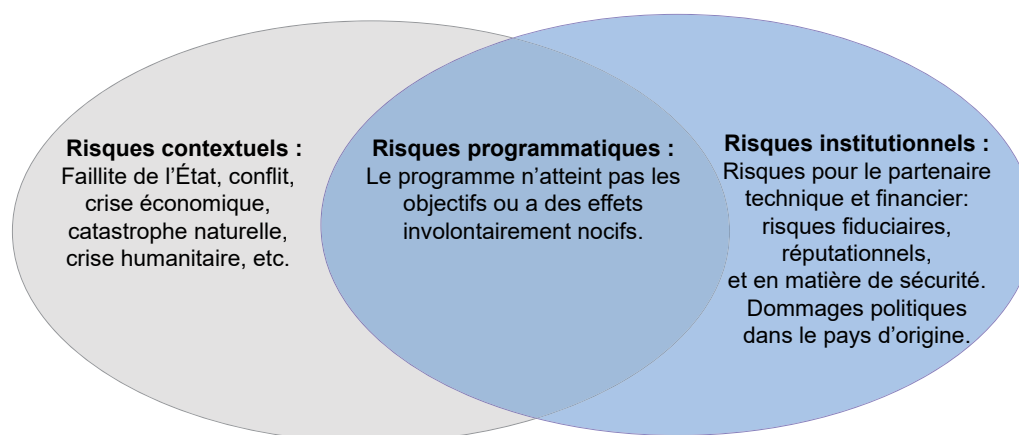 Risques contextuels :
Faillite de l’État, conflit,
crise économique,
catastrophe naturelle,
crise humanitaire, etc.
Risques programmatiques :
Le programme n’atteint pas les
objectifs ou a des effets
involontairement nocifs.
Risques institutionnels :
Risques pour le partenaire
technique et financier:
risques fiduciaires,
réputationnels,
et en matière de sécurité.
Dommages politiques
dans le pays d’origine.